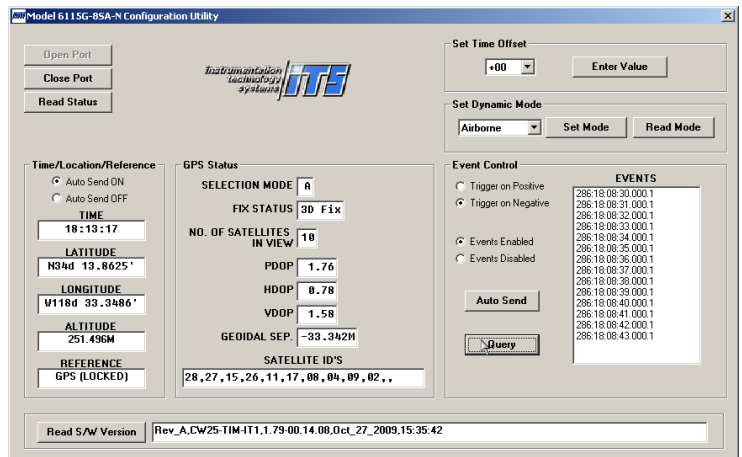 Model 6115G-8SA-N Configuration Utility
Open Port
Close Port
Read Status
Instrumentation
technology
systems
ITS
Set Time Offset
+00
Enter Value
Set Dynamic Mode
Airborne
Set Mode
Read Mode
Time/Location/Reference
Auto Send ON
Auto Send OFF
TIME
18:13:17
LATITUDE
N34d 13.8625'
LONGITUDE
W118d 33.3486'
ALTITUDE
251.496M
REFERENCE
GPS (LOCKED)
GPS Status
SELECTION MODE A
FIX STATUS 3D Fix
NO. OF SATELLITES
IN VIEW 10
PDOP 1.76
HDOP 0.78
VDOP 1.58
GEOIDAL SEP. -33.342M
SATELLITE ID'S
28,27,15,26,11,17,08,04,09,02,,
Event Control
Trigger on Positive
Trigger on Negative
Events Enabled
Events Disabled
Auto Send
Query
EVENTS
286:18:08:30.000.1
286:18:08:31.000.1
286:18:08:32.000.1
286:18:08:33.000.1
286:18:08:34.000.1
286:18:08:35.000.1
286:18:08:36.000.1
286:18:08:37.000.1
286:18:08:38.000.1
286:18:08:39.000.1
286:18:08:40.000.1
286:18:08:41.000.1
286:18:08:42.000.1
286:18:08:43.000.1
Read S/W Version
Rev_A,CW25-TIM-IT1,1.79-00.14.08,Oct_27_2009,15:35:42